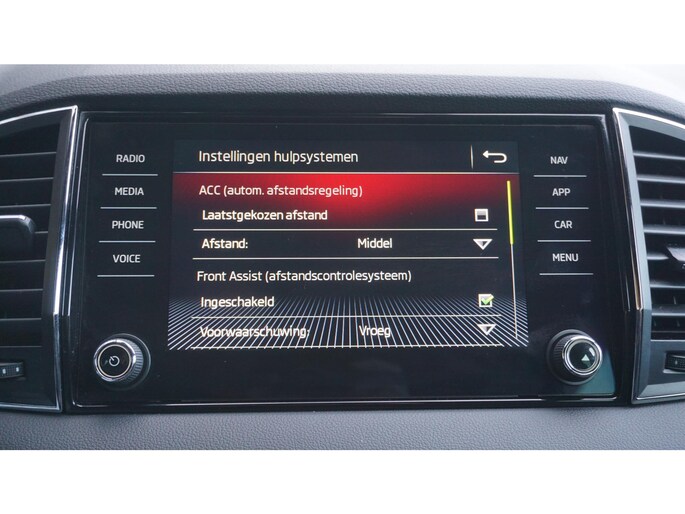 RADIO
MEDIA
PHONE
VOICE
Instellingen hulpsystemen
ACC (autom. afstandsregeling)
Laatstgekozen afstand
Afstand: Middel
Front Assist (afstandscontrolesysteem)
Ingeschakeld
Voorwaarschuwing: Vroeg
NAV
APP
CAR
MENU